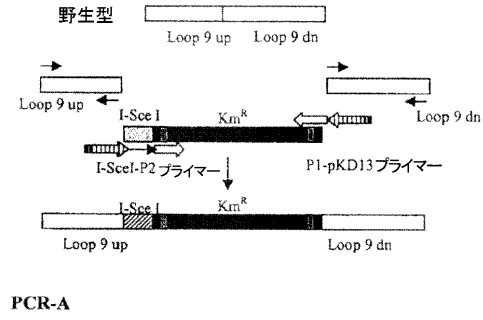 野生型
Loop 9 up
Loop 9 dn
Loop 9 up
I-Sce I
KmR
Loop 9 dn
I-SceI-P2 プライマー
P1-pKD13 プライマー
I-Sce I
KmR
Loop 9 up
Loop 9 dn
PCR-A